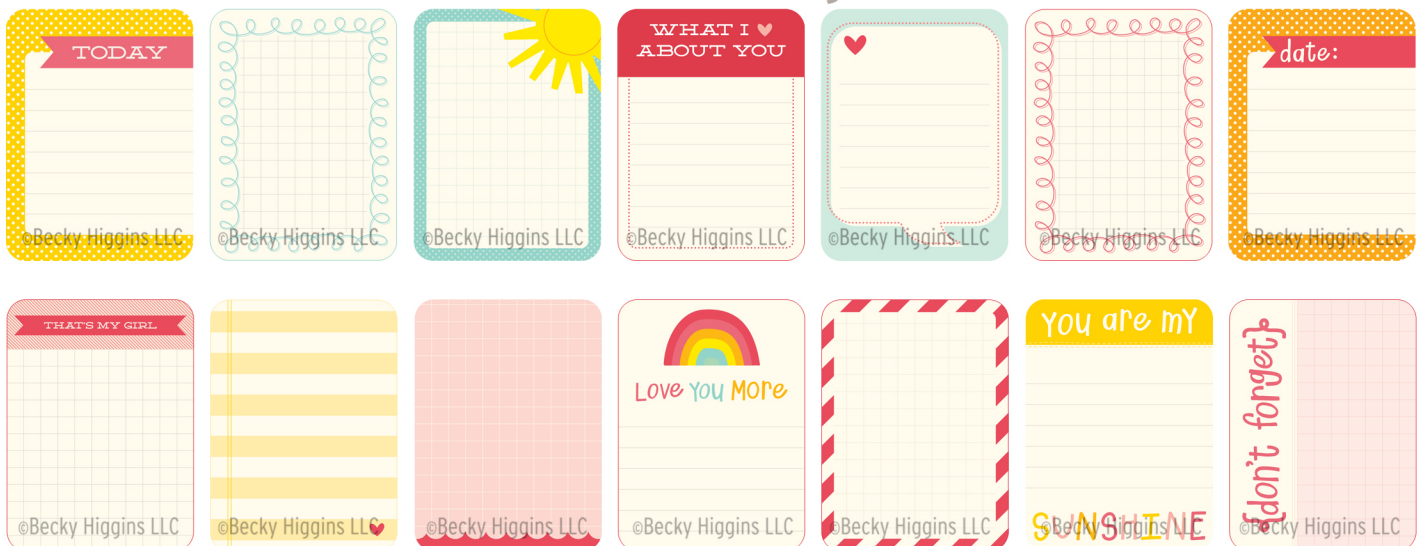 TODAY
WHAT I ♥
ABOUT YOU
date:
©Becky Higgins LLC
©Becky Higgins LLC
©Becky Higgins LLC
©Becky Higgins LLC
©Becky Higgins LLC
©Becky Higgins LLC
©Becky Higgins LLC
THAT'S MY GIRL
LOVE YOU MORE
YOU are MY
{don't forget}
©Becky Higgins LLC
©Becky Higgins LLC
©Becky Higgins LLC
©Becky Higgins LLC
©Becky Higgins LLC
SUNSHINE
©Becky Higgins LLC
©Becky Higgins LLC